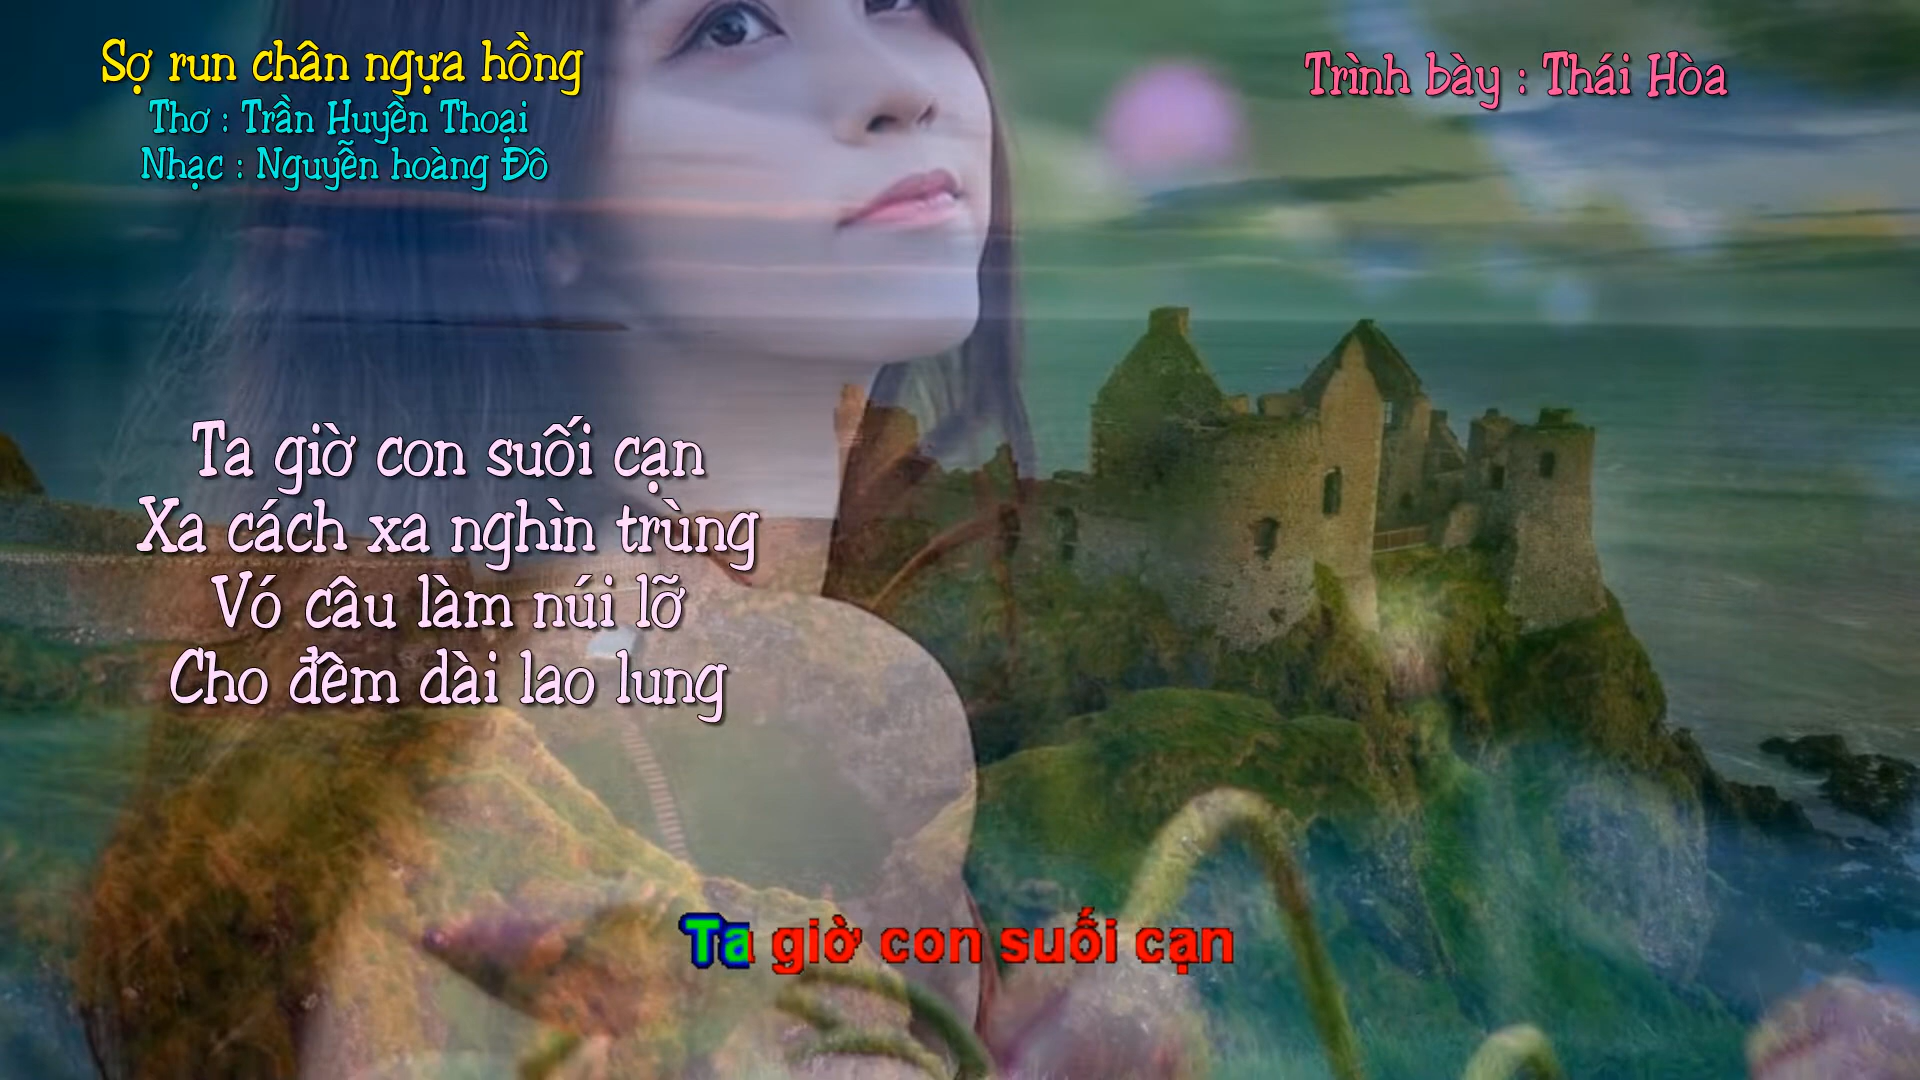 Sợ run chân ngựa hồng
Thơ : Trần Huyền Thoại
Nhạc : Nguyễn hoàng Đô
Trình bày : Thái Hòa
Ta giờ con suối cạn
Xa cách xa nghìn trùng
Vó câu làm núi lỡ
Cho đêm dài lao lung
Ta giờ con suối cạn